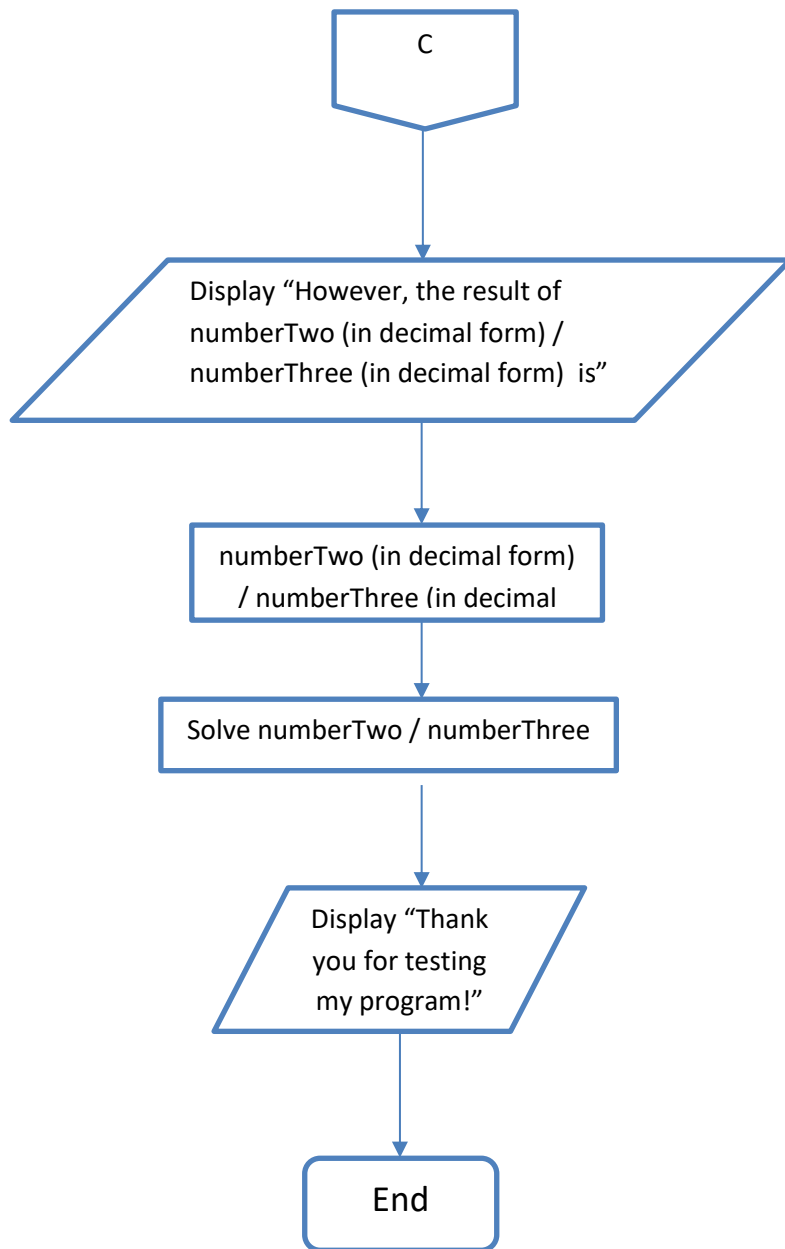 C
Display “However, the result of
numberTwo (in decimal form) /
numberThree (in decimal form)  is”
numberTwo (in decimal form)
/ numberThree (in decimal
Solve numberTwo / numberThree
Display “Thank
you for testing
my program!”
End